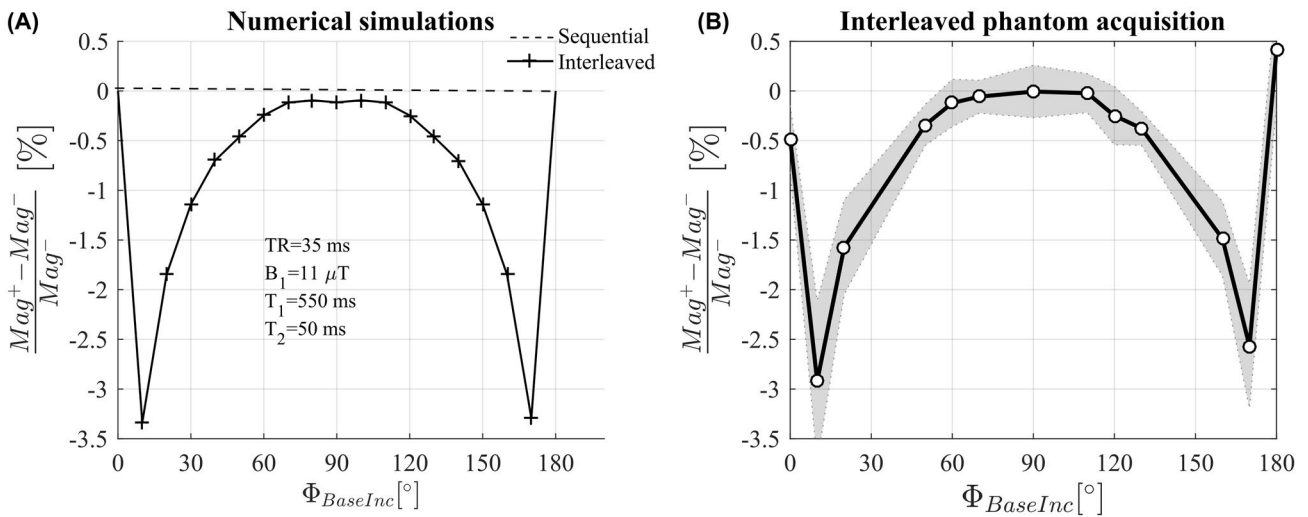 (A) Numerical simulations
Sequential
Interleaved
0.5
0
-0.5
-1
-1.5
-2
-2.5
-3
-3.5
Mag⁺−Mag⁻
Mag⁻
[%]
TR=35 ms
B₁=11 μT
T₁=550 ms
T₂=50 ms
0 30 60 90 120 150 180
Φ_BaseInc[°]
(B) Interleaved phantom acquisition
0.5
0
-0.5
-1
-1.5
-2
-2.5
-3
-3.5
Mag⁺−Mag⁻
Mag⁻
[%]
0 30 60 90 120 150 180
Φ_BaseInc[°]